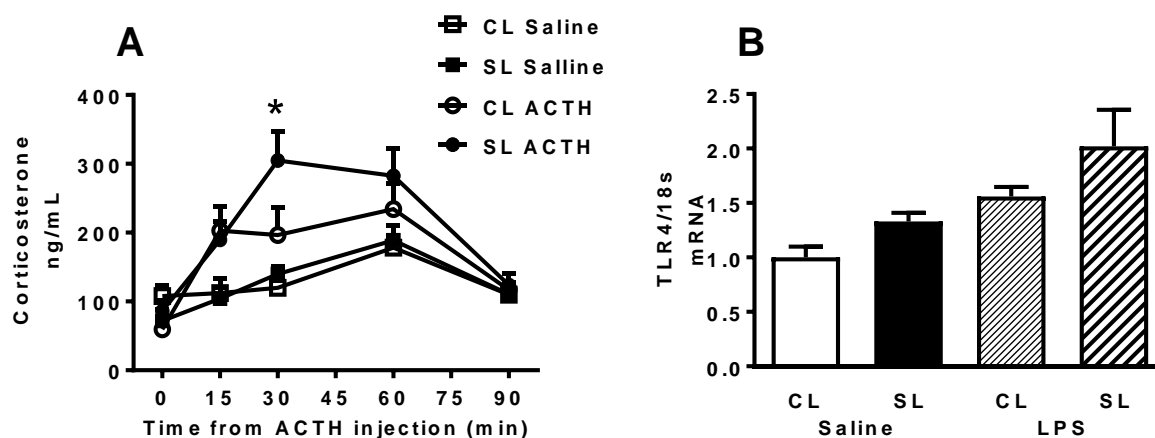 A
CL Saline
SL Salline
CL ACTH
SL ACTH
*
Corticosterone
ng/mL
400
300
200
100
0
0 15 30 45 60 75 90
Time from ACTH injection (min)
B
TLR4/18s
mRNA
2.5
2.0
1.5
1.0
0.5
0.0
CL SL CL SL
Saline LPS